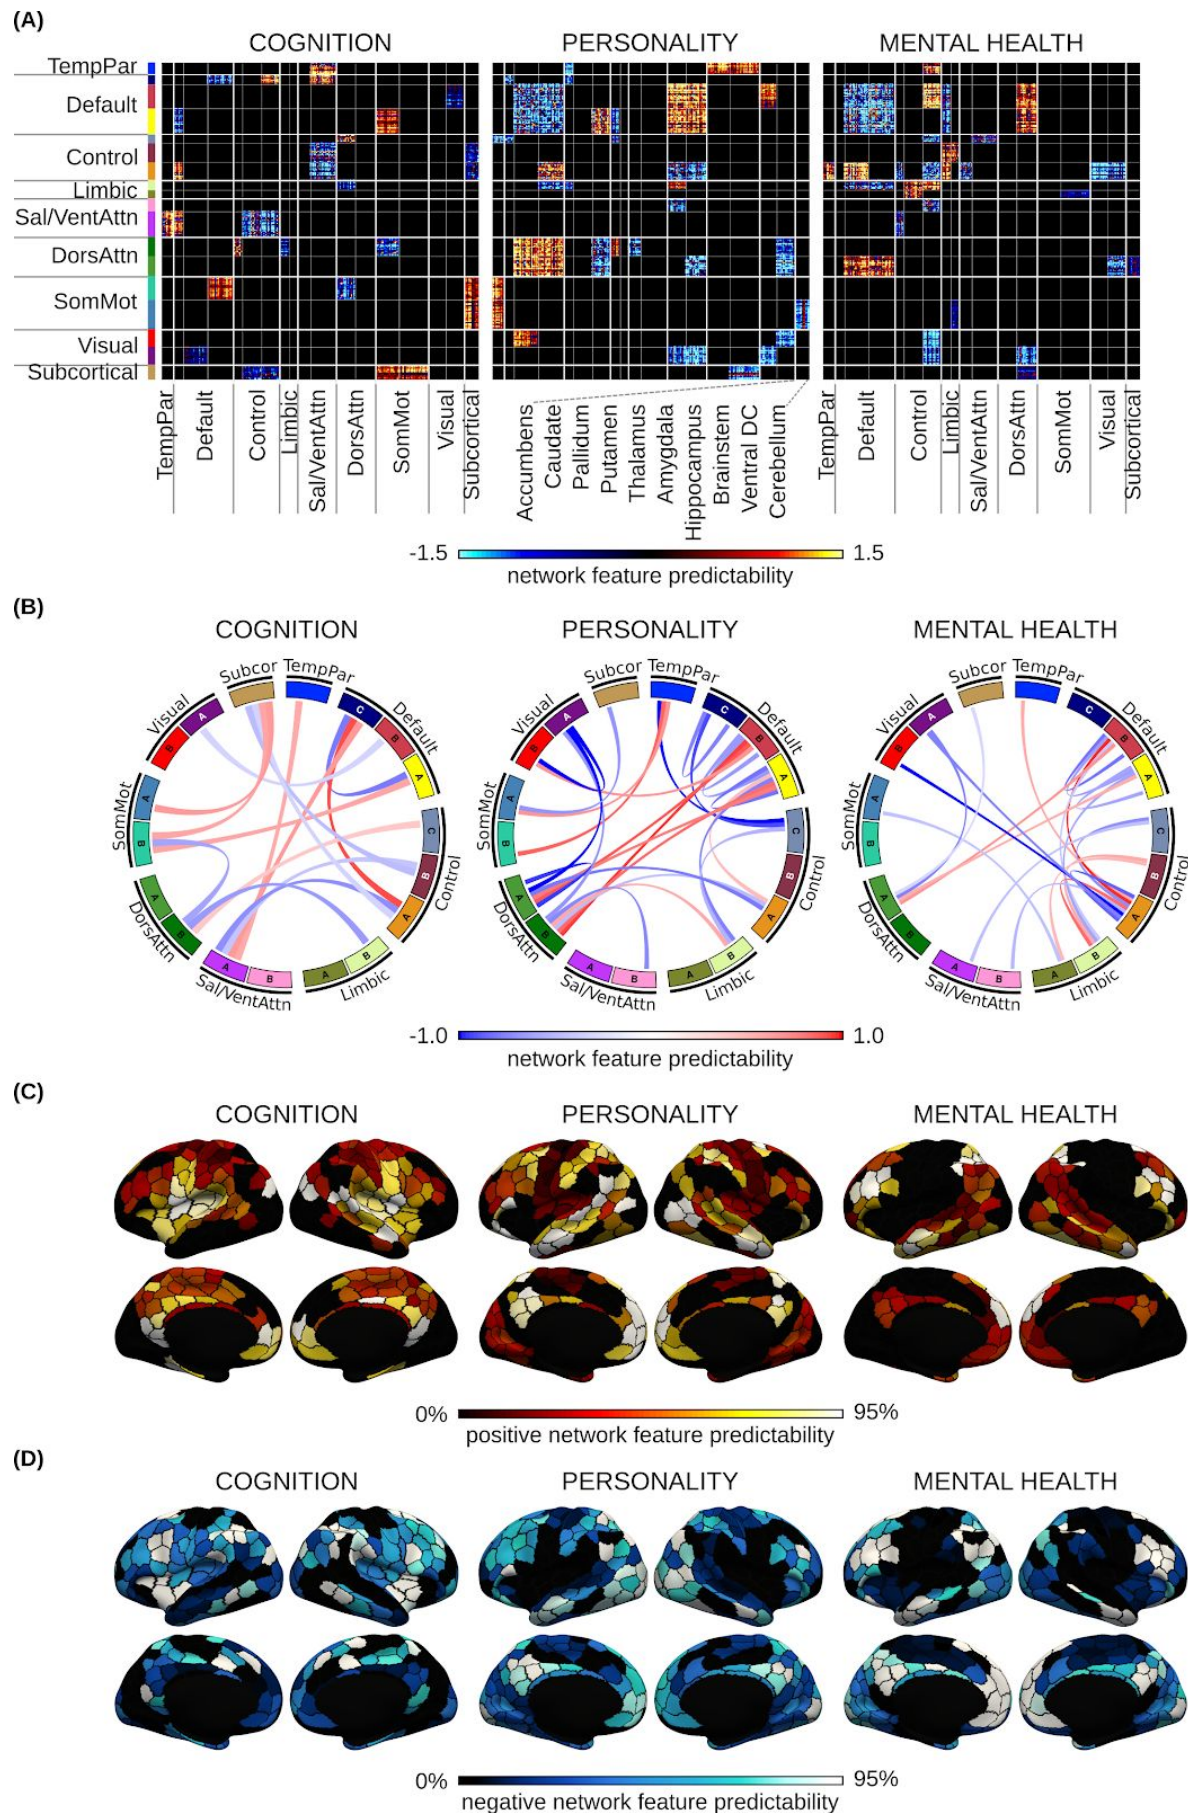 (A)
COGNITION
PERSONALITY
MENTAL HEALTH
TempPar
Default
Control
Limbic
Sal/VentAttn
DorsAttn
SomMot
Visual
Subcortical
TempPar
Default
Control
Limbic
Sal/VentAttn
DorsAttn
SomMot
Visual
Subcortical
Accumbens
Caudate
Pallidum
Putamen
Thalamus
Amygdala
Hippocampus
Brainstem
Ventral DC
Cerebellum
TempPar
Default
Control
Limbic
Sal/VentAttn
DorsAttn
SomMot
Visual
Subcortical
-1.5
1.5
network feature predictability
(B)
COGNITION
PERSONALITY
MENTAL HEALTH
Subcor
TempPar
Visual
A
B
C
Default
B
A
SomMot
A
B
C
Control
B
A
DorsAttn
A
B
Sal/VentAttn
A
B
Limbic
A
B
Subcor
TempPar
Visual
A
B
C
Default
B
A
SomMot
A
B
C
Control
B
A
DorsAttn
A
B
Sal/VentAttn
A
B
Limbic
A
B
Subcor
TempPar
Visual
A
B
C
Default
B
A
SomMot
A
B
C
Control
B
A
DorsAttn
A
B
Sal/VentAttn
A
B
Limbic
A
B
-1.0
1.0
network feature predictability
(C)
COGNITION
PERSONALITY
MENTAL HEALTH
0%
95%
positive network feature predictability
(D)
COGNITION
PERSONALITY
MENTAL HEALTH
0%
95%
negative network feature predictability